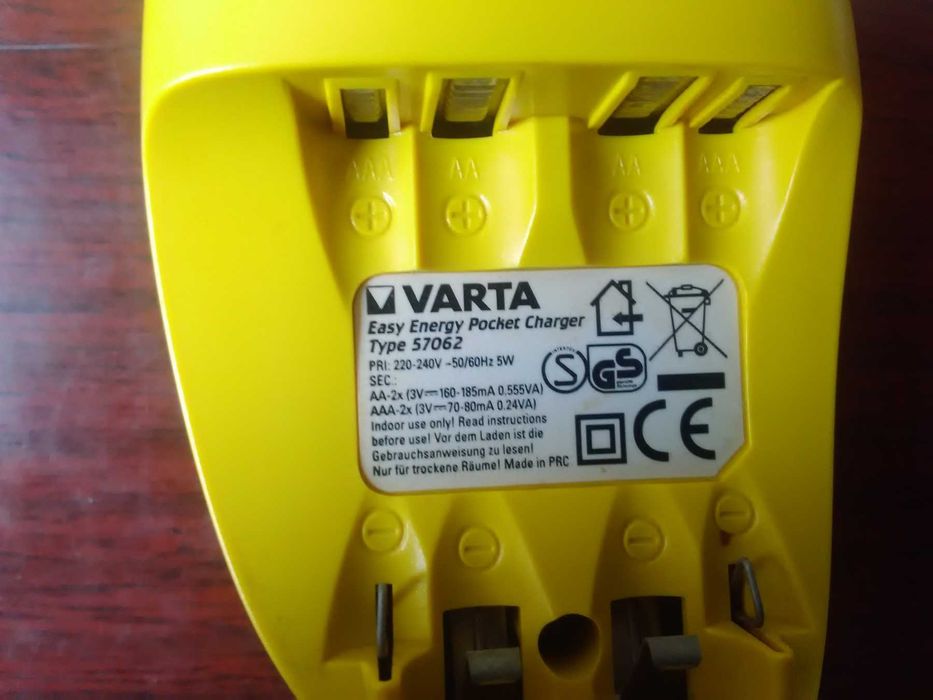 AAA AA AA AAA
+ + + +
VARTA
Easy Energy Pocket Charger
Type 57062
PRI: 220-240V ~50/60Hz 5W
SEC.:
AA-2x (3V⎓160-185mA 0.555VA)
AAA-2x (3V⎓70-80mA 0.24VA)
Indoor use only! Read instructions
before use! Vor dem Laden ist die
Gebrauchsanweisung zu lesen!
Nur für trockene Räume! Made in PRC
S
GS
CE
− − − −